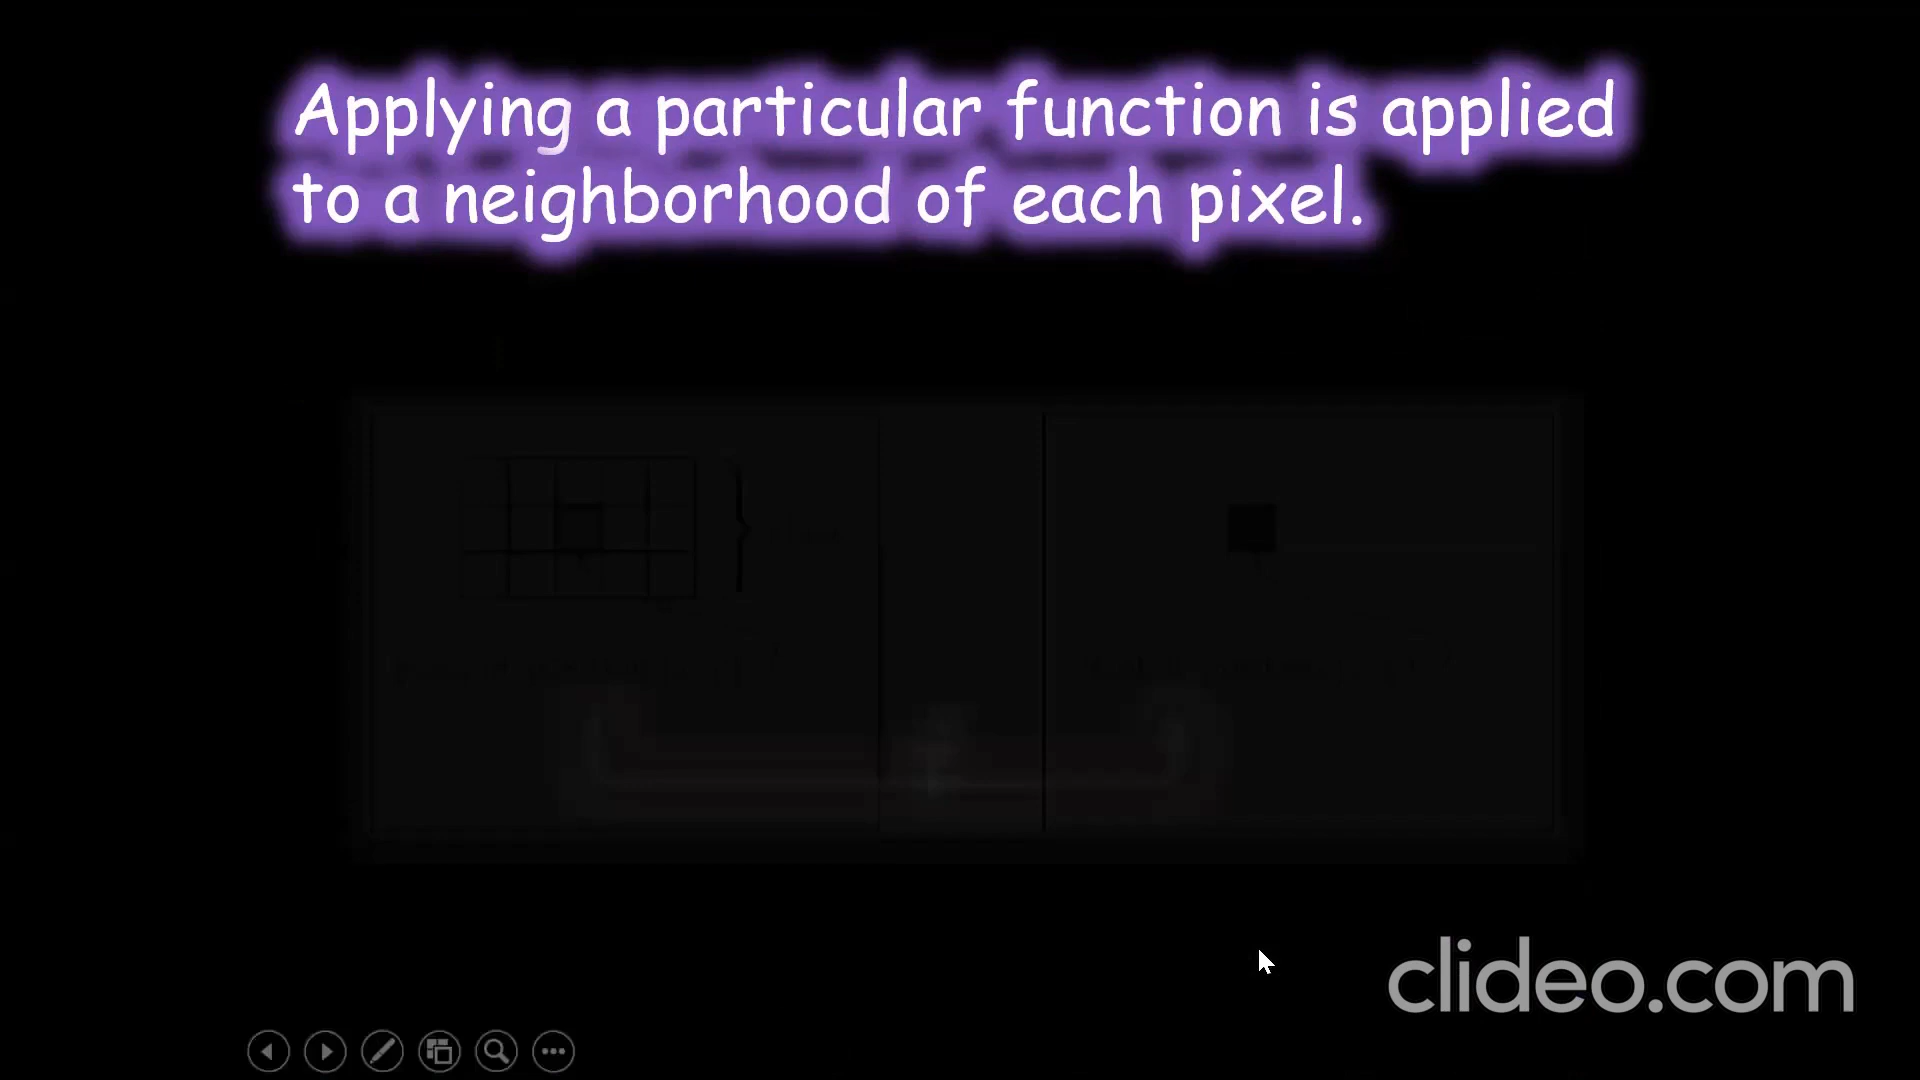 Applying a particular function is applied
to a neighborhood of each pixel.
clideo.com